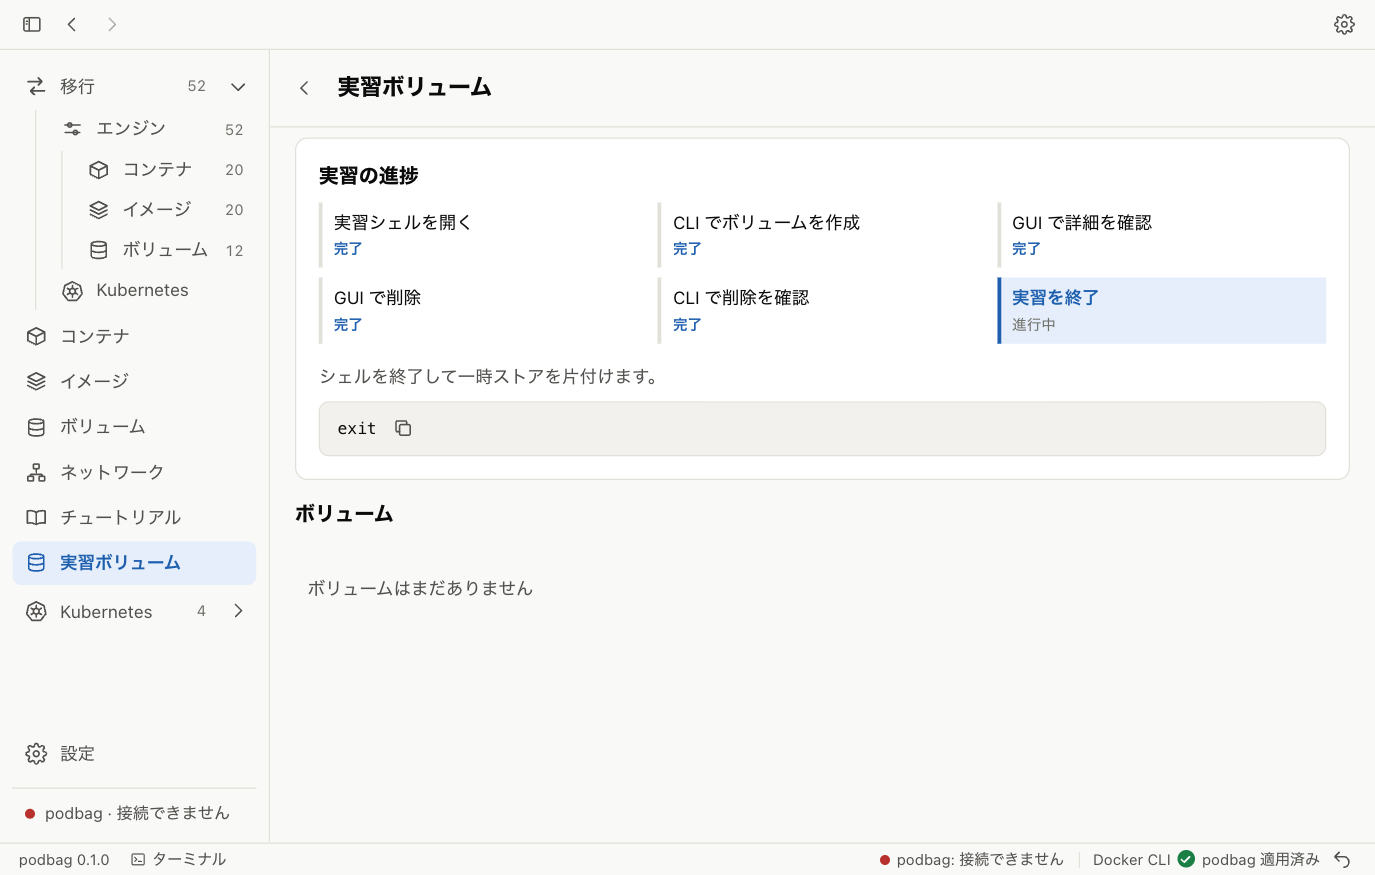 移行 52
エンジン 52
コンテナ 20
イメージ 20
ボリューム 12
Kubernetes
コンテナ
イメージ
ボリューム
ネットワーク
チュートリアル
実習ボリューム
Kubernetes 4
設定
podbag · 接続できません
実習ボリューム
実習の進捗
実習シェルを開く
完了
CLI でボリュームを作成
完了
GUI で詳細を確認
完了
GUI で削除
完了
CLI で削除を確認
完了
実習を終了
進行中
シェルを終了して一時ストアを片付けます。
exit
ボリューム
ボリュームはまだありません
podbag 0.1.0 ターミナル podbag: 接続できません Docker CLI podbag 適用済み